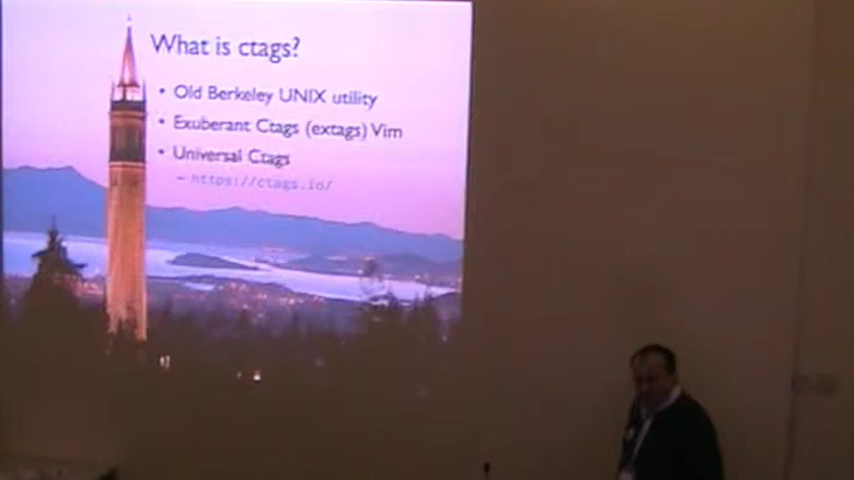 What is ctags?
• Old Berkeley UNIX utility
• Exuberant Ctags (extags) Vim
• Universal Ctags
– https://ctags.io/